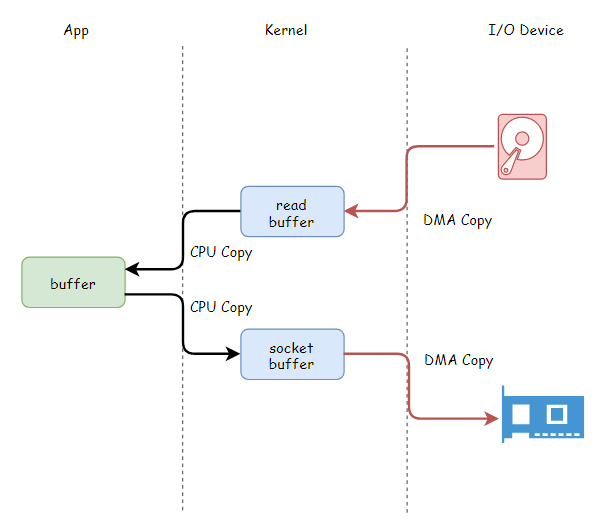 App
Kernel
I/O Device
read
buffer
DMA Copy
CPU Copy
buffer
CPU Copy
socket
buffer
DMA Copy